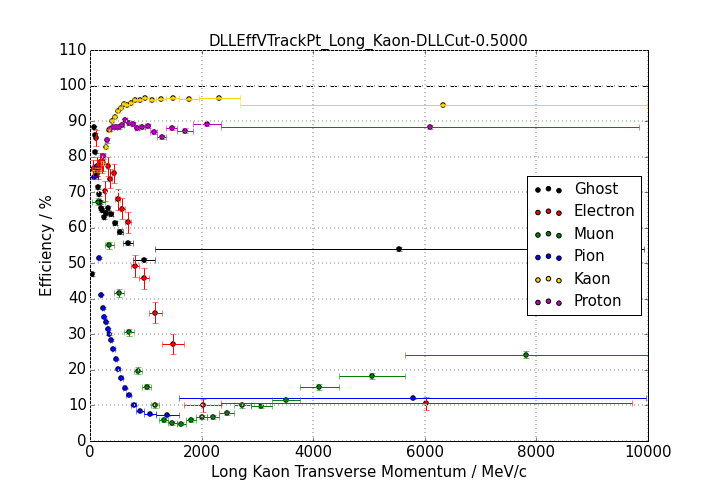 DLLEffVTrackPt_Long_Kaon-DLLCut-0.5000
110
100
90
80
70
60
50
40
30
20
10
0
Efficiency / %
Ghost
Electron
Muon
Pion
Kaon
Proton
0 2000 4000 6000 8000 10000
Long Kaon Transverse Momentum / MeV/c